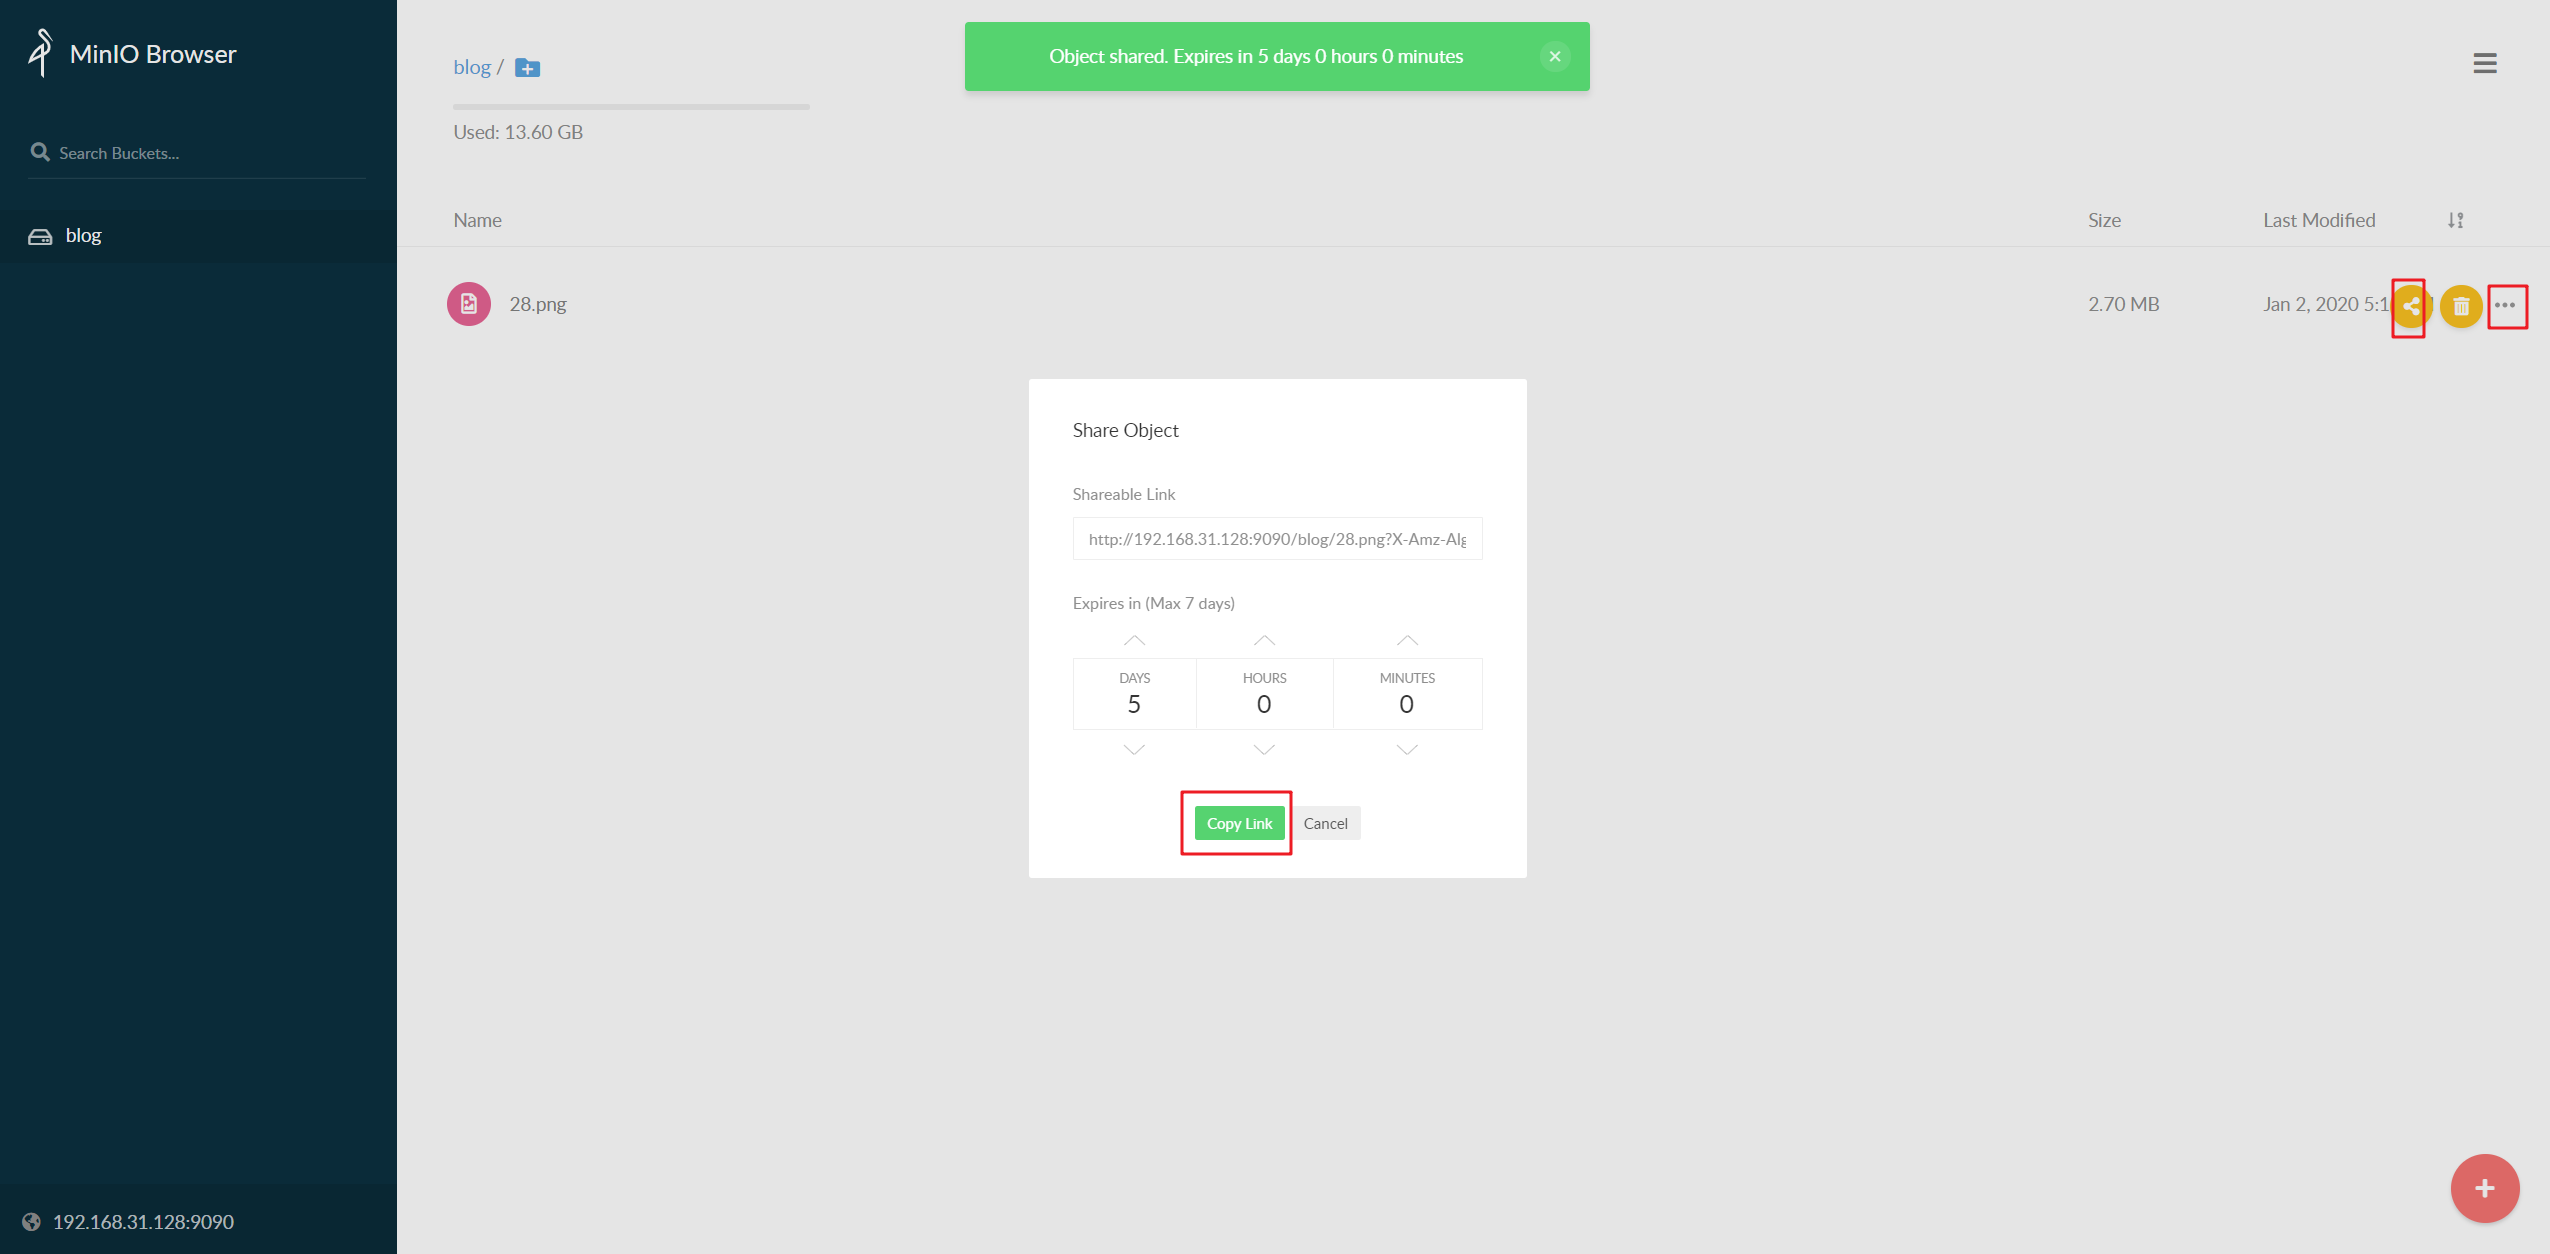 MinIO Browser
Search Buckets...
blog
192.168.31.128:9090
blog /
Used: 13.60 GB
Object shared. Expires in 5 days 0 hours 0 minutes
Name
Size
Last Modified
28.png
2.70 MB
Jan 2, 2020 5:1
Share Object
Shareable Link
http://192.168.31.128:9090/blog/28.png?X-Amz-Alg
Expires in (Max 7 days)
DAYS
HOURS
MINUTES
5
0
0
Copy Link
Cancel